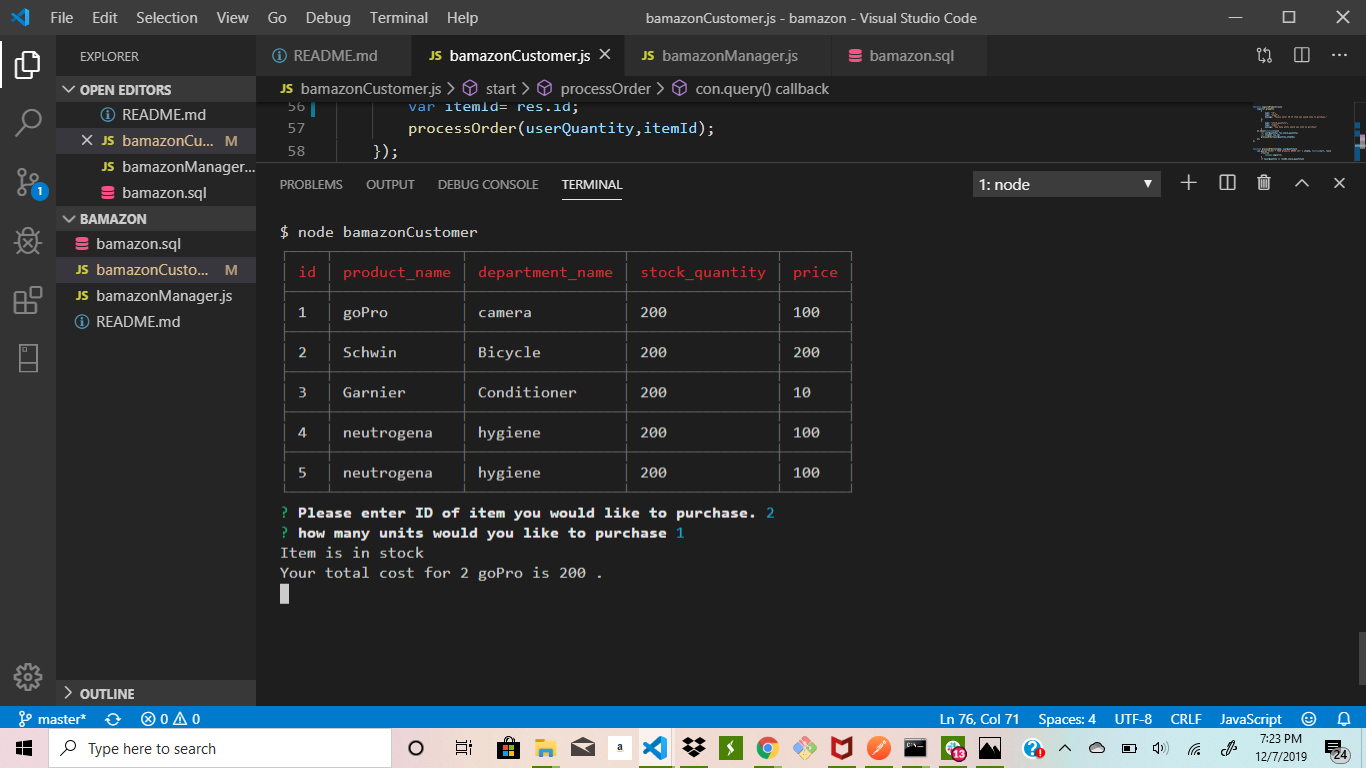 File Edit Selection View Go Debug Terminal Help bamazonCustomer.js - bamazon - Visual Studio Code
EXPLORER
OPEN EDITORS
README.md
bamazonCu... M
bamazonManager...
bamazon.sql
1
BAMAZON
bamazon.sql
bamazonCusto... M
bamazonManager.js
README.md
OUTLINE
README.md JS bamazonCustomer.js JS bamazonManager.js bamazon.sql
JS bamazonCustomer.js > start > processOrder > con.query() callback
56 var itemId= res.id;
57 processOrder(userQuantity,itemId);
58 });
PROBLEMS OUTPUT DEBUG CONSOLE TERMINAL 1: node
$ node bamazonCustomer
id product_name department_name stock_quantity price
1 goPro camera 200 100
2 Schwin Bicycle 200 200
3 Garnier Conditioner 200 10
4 neutrogena hygiene 200 100
5 neutrogena hygiene 200 100
? Please enter ID of item you would like to purchase. 2
? how many units would you like to purchase 1
Item is in stock
Your total cost for 2 goPro is 200 .
master* 0 0 Ln 76, Col 71 Spaces: 4 UTF-8 CRLF JavaScript
Type here to search
a
13
7:23 PM
12/7/2019
24